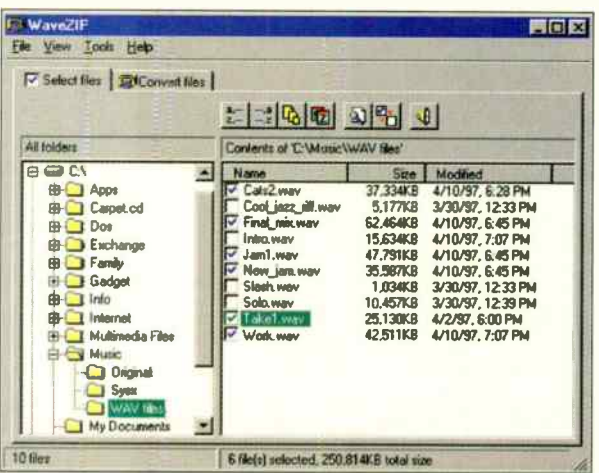 WaveZIP
File View Tools Help
Select files Convert files
All folders Contents of 'C:\Music\WAV files'
C:\
Apps
Carpet.cd
Dos
Exchange
Family
Gadget
Info
Internet
Multimedia Files
Music
Original
Sysx
WAV files
My Documents
Name Size Modified
Cats2.wav 37,334KB 4/10/97, 6:28 PM
Cool_jazz_riff.wav 5,177KB 3/30/97, 12:33 PM
Final_mix.wav 62,464KB 4/10/97, 6:45 PM
Intro.wav 15,634KB 4/10/97, 7:07 PM
Jam1.wav 47,791KB 4/10/97, 6:45 PM
New_jam.wav 35,587KB 4/10/97, 6:45 PM
Slash.wav 1,034KB 3/30/97, 12:33 PM
Solo.wav 10,457KB 3/30/97, 12:39 PM
Take1.wav 25,130KB 4/2/97, 6:00 PM
Work.wav 42,511KB 4/10/97, 7:07 PM
10 files 6 file(s) selected, 250,814KB total size